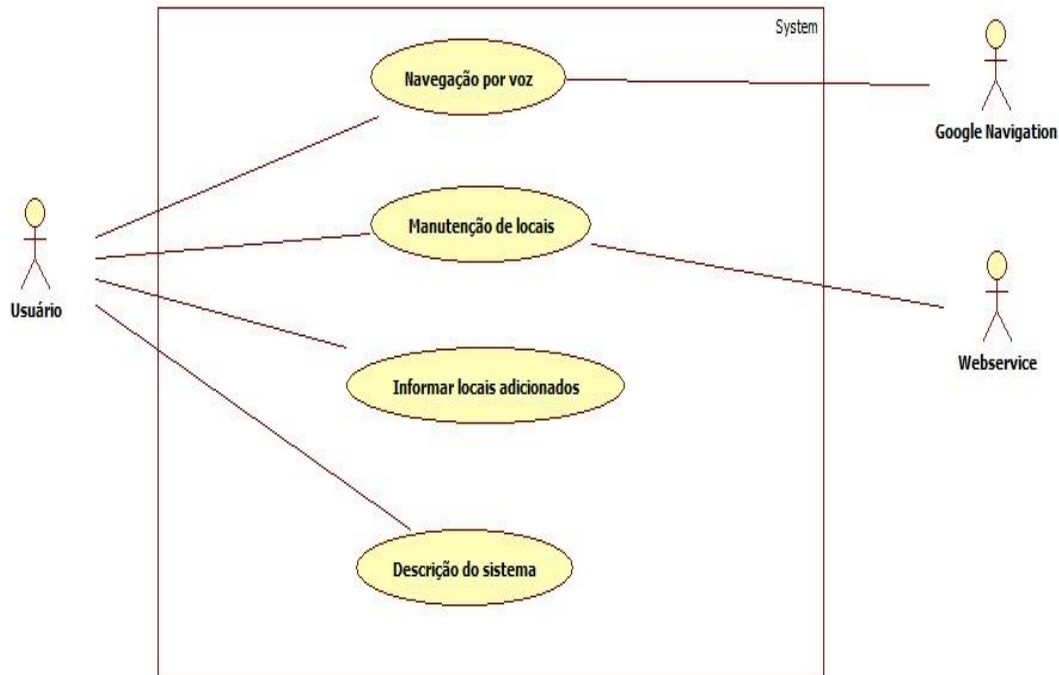 System
Navegação por voz
Google Navigation
Manutenção de locais
Usuário
Webservice
Informar locais adicionados
Descrição do sistema